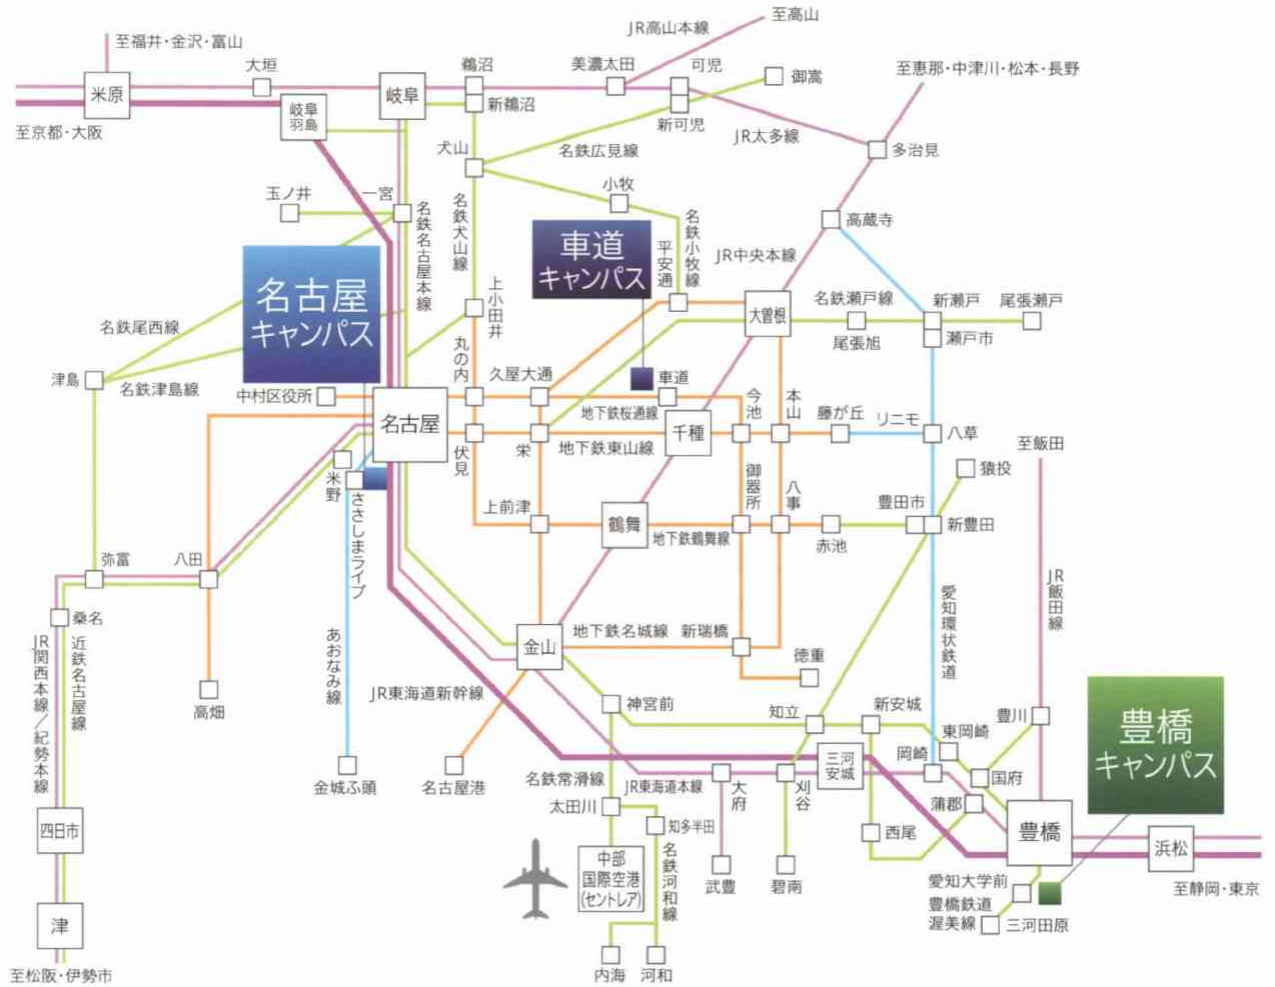 至高山
JR高山本線
至福井・金沢・富山
大垣
鵜沼
美濃太田
可児
御嵩
至恵那・中津川・松本・長野
米原
岐阜
岐阜
羽島
新鵜沼
新可児
至京都・大阪
犬山
名鉄広見線
JR太多線
多治見
玉ノ井
一宮
小牧
高蔵寺
名鉄名古屋本線
名鉄犬山線
名鉄小牧線
平安通
車道
キャンパス
JR中央本線
名古屋
キャンパス
上小田井
大曽根
名鉄瀬戸線
新瀬戸
尾張瀬戸
尾張旭
瀬戸市
名鉄尾西線
津島
名鉄津島線
丸の内
久屋大通
車道
中村区役所
地下鉄桜通線
今池
本山
藤が丘
リニモ
名古屋
千種
八草
伏見
栄
地下鉄東山線
至飯田
米野
ささしまライブ
御器所
八事
猿投
豊田市
上前津
鶴舞
地下鉄鶴舞線
赤池
新豊田
弥富
八田
桑名
JR関西本線/紀勢本線
近鉄名古屋線
あおなみ線
愛知環状鉄道
JR飯田線
金山
地下鉄名城線
新瑞橋
徳重
高畑
JR東海道新幹線
神宮前
知立
新安城
豊川
豊橋
キャンパス
東岡崎
岡崎
金城ふ頭
名古屋港
名鉄常滑線
JR東海道本線
三河
安城
国府
大府
刈谷
蒲郡
太田川
知多半田
四日市
西尾
豊橋
浜松
中部
国際空港
(セントレア)
名鉄河和線
武豊
碧南
愛知大学前
至静岡・東京
豊橋鉄道
渥美線
三河田原
津
至松阪・伊勢市
内海
河和